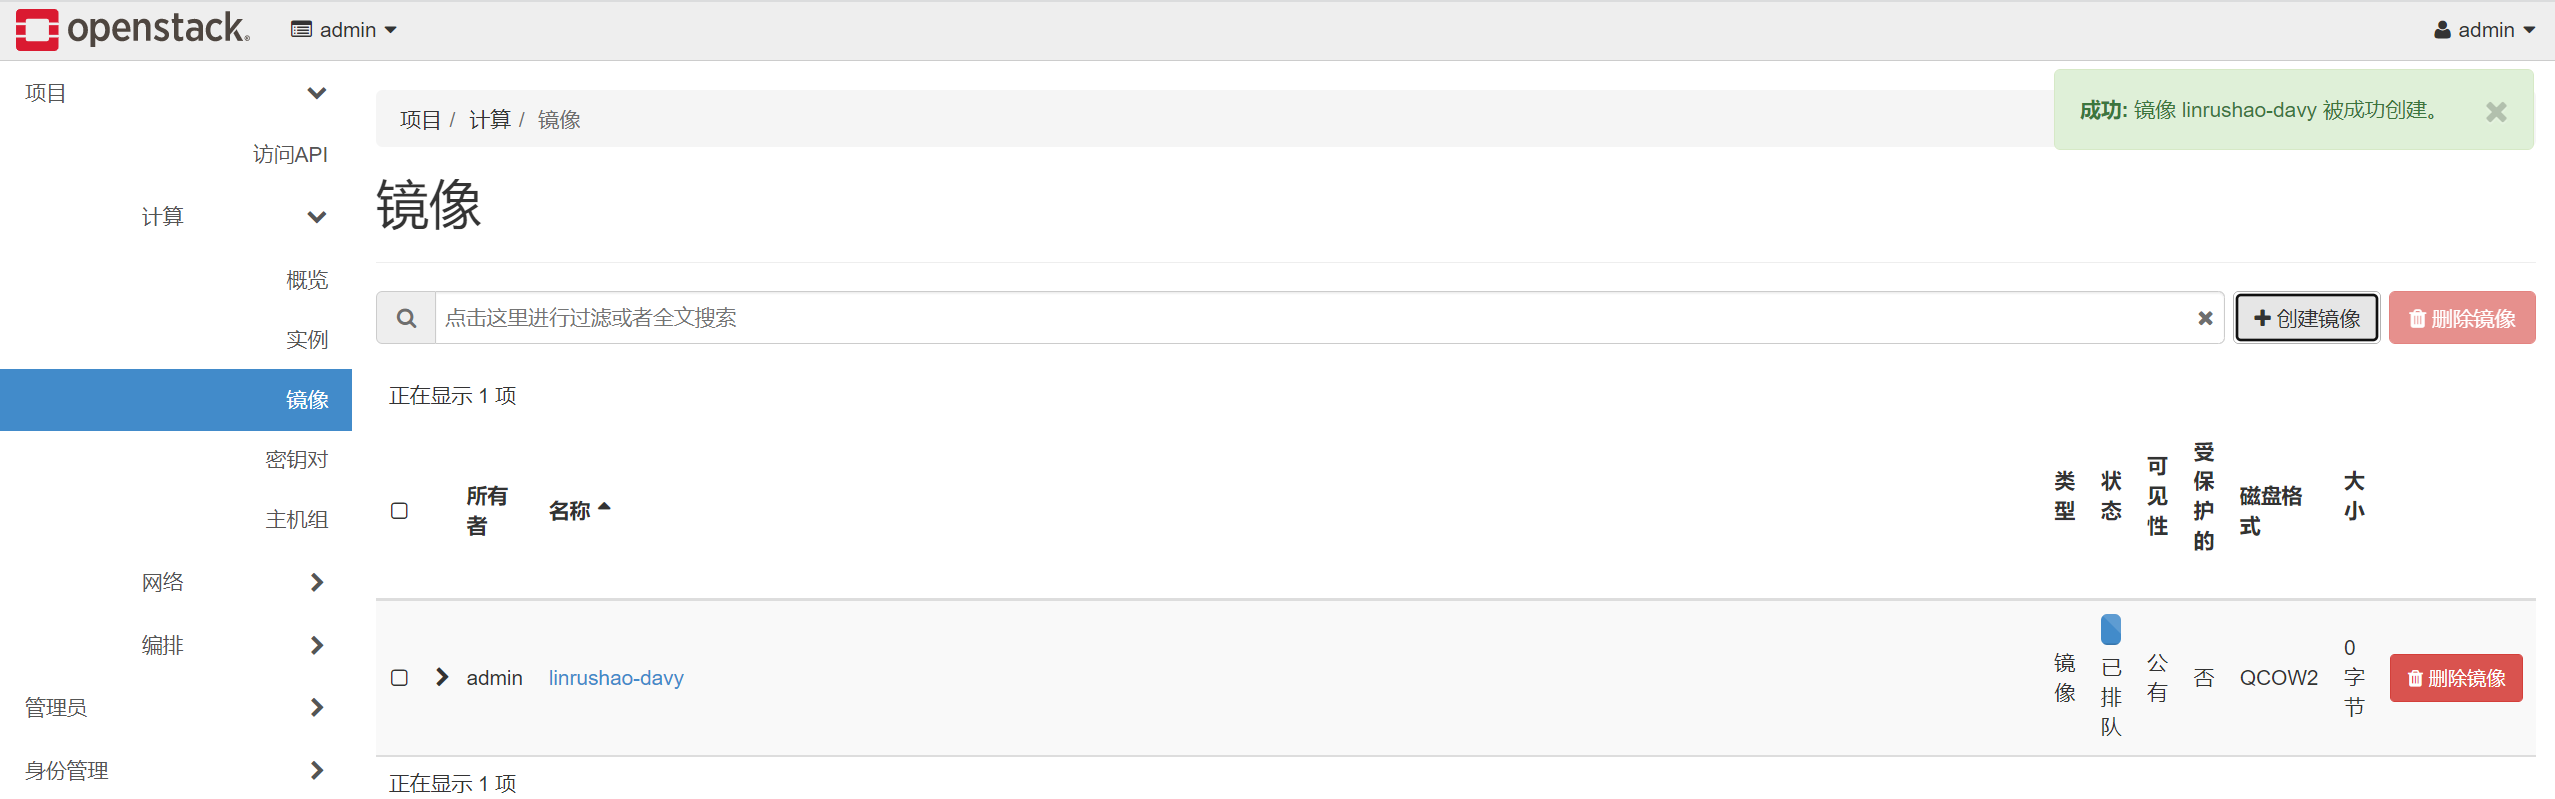 openstack. admin admin
项目
访问API
计算
概览
实例
镜像
密钥对
主机组
网络
编排
管理员
身份管理
项目 / 计算 / 镜像
成功: 镜像 linrushao-davy 被成功创建。
镜像
点击这里进行过滤或者全文搜索
创建镜像 删除镜像
正在显示 1 项
所有者 名称 类型 状态 可见性 受保护的 磁盘格式 大小
admin linrushao-davy 镜像 已排队 公有 否 QCOW2 0 字节 删除镜像
正在显示 1 项